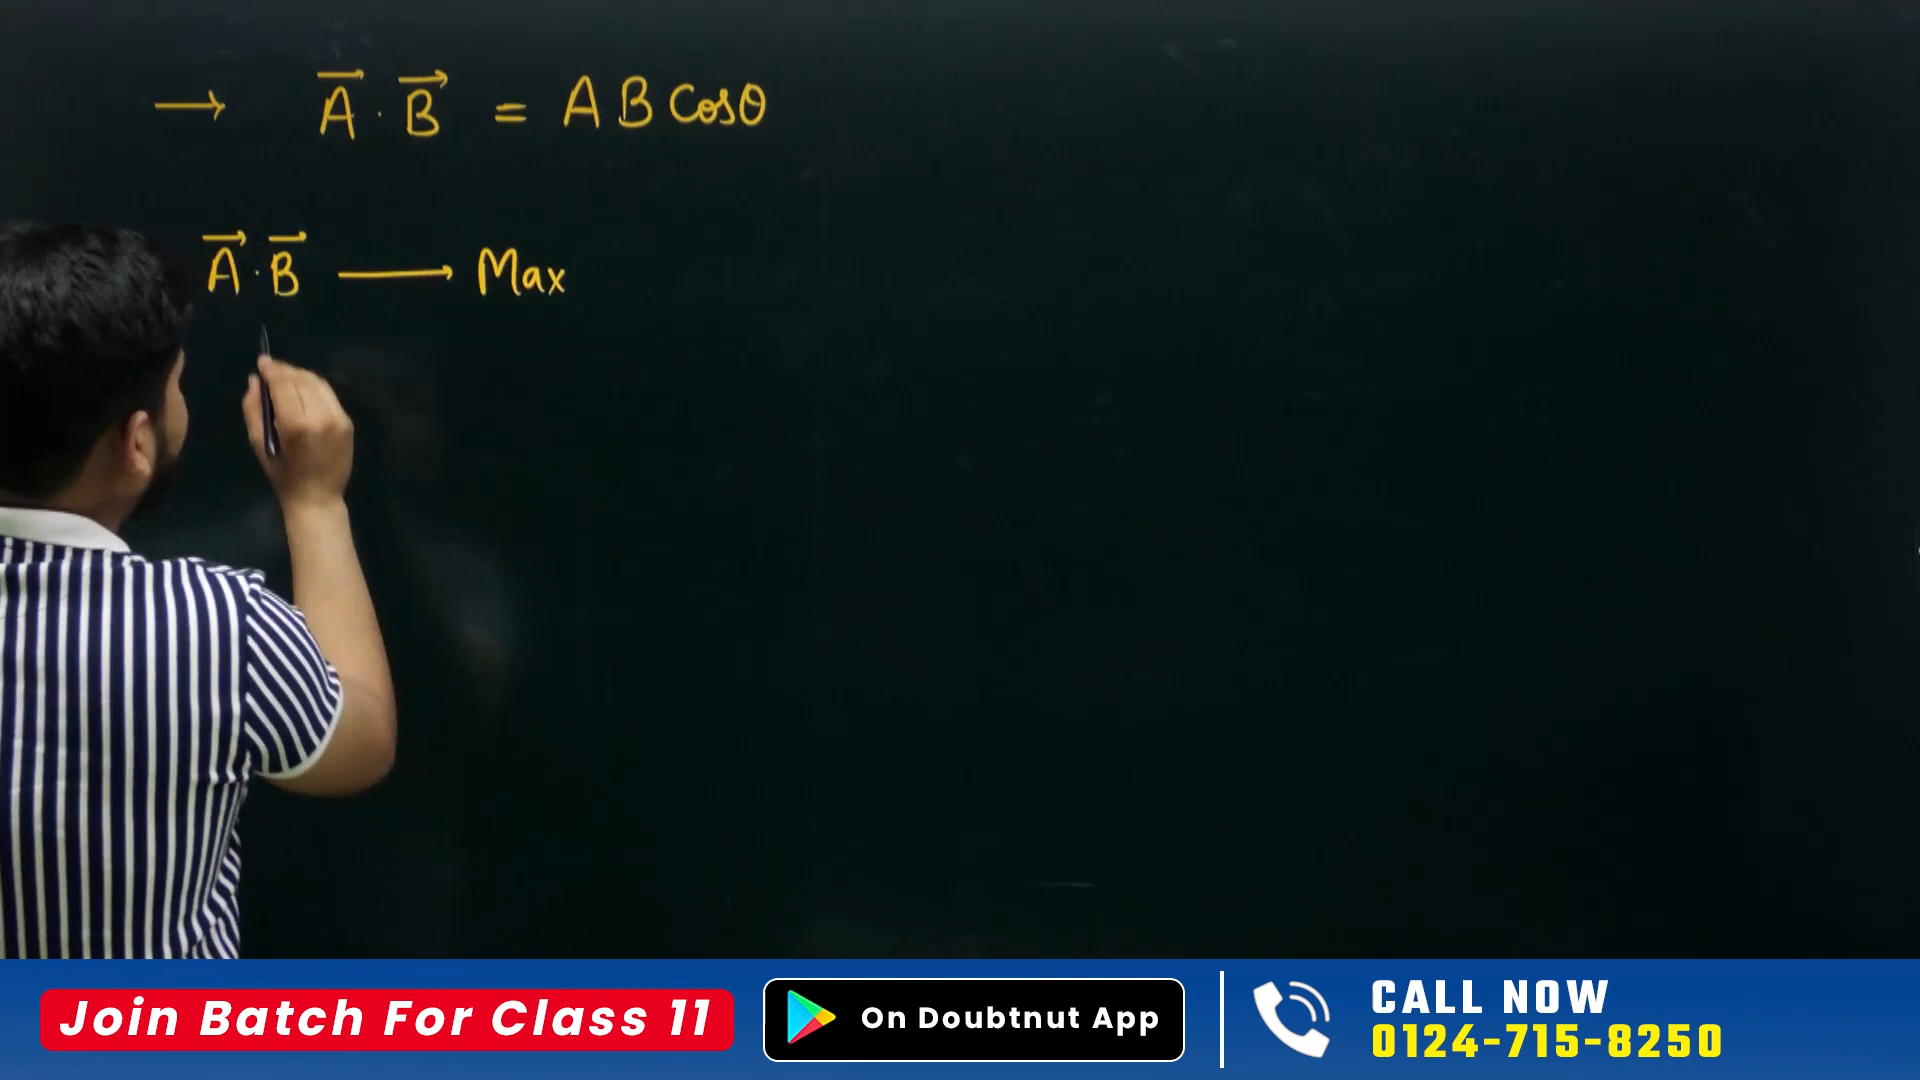 → A⃗ · B⃗ = A B Cosθ
A⃗ · B⃗ → Max
Join Batch For Class 11
On Doubtnut App
CALL NOW
0124-715-8250